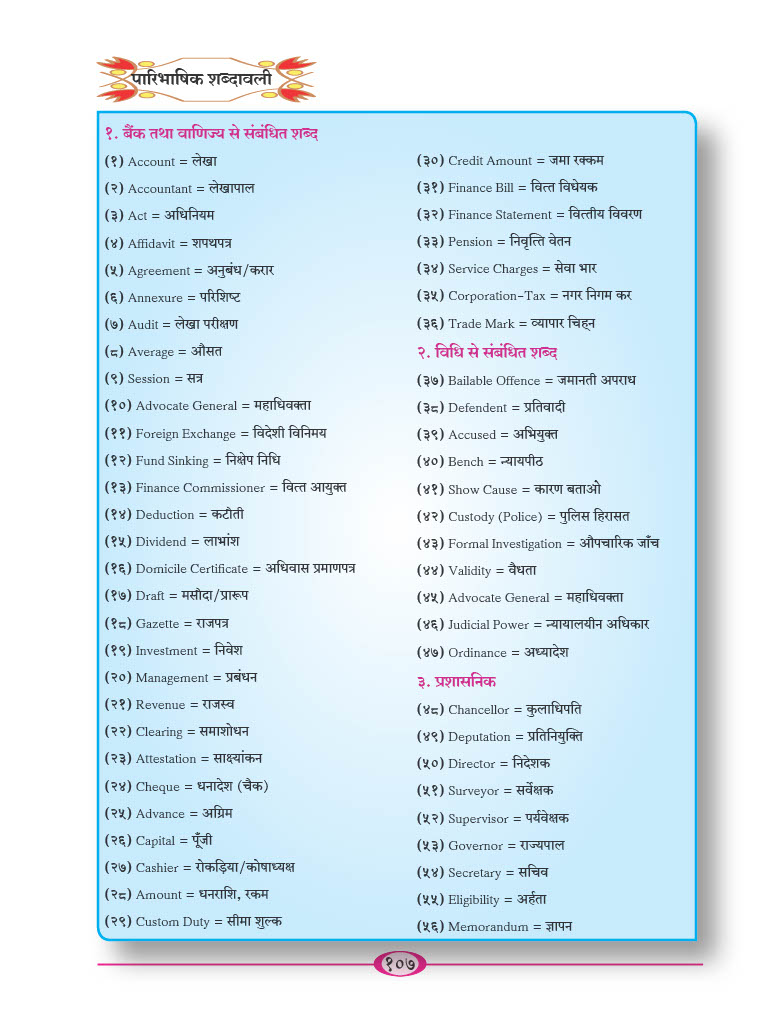 पारिभाषिक शब्दावली
१. बैंक तथा वाणिज्य से संबंधित शब्द
(१) Account = लेखा
(२) Accountant = लेखापाल
(३) Act = अधिनियम
(४) Affidavit = शपथपत्र
(५) Agreement = अनुबंध/करार
(६) Annexure = परिशिष्ट
(७) Audit = लेखा परीक्षण
(८) Average = औसत
(९) Session = सत्र
(१०) Advocate General = महाधिवक्ता
(११) Foreign Exchange = विदेशी विनिमय
(१२) Fund Sinking = निक्षेप निधि
(१३) Finance Commissioner = वित्त आयुक्त
(१४) Deduction = कटौती
(१५) Dividend = लाभांश
(१६) Domicile Certificate = अधिवास प्रमाणपत्र
(१७) Draft = मसौदा/प्रारूप
(१८) Gazette = राजपत्र
(१९) Investment = निवेश
(२०) Management = प्रबंधन
(२१) Revenue = राजस्व
(२२) Clearing = समाशोधन
(२३) Attestation = साक्ष्यांकन
(२४) Cheque = धनादेश (चैक)
(२५) Advance = अग्रिम
(२६) Capital = पूँजी
(२७) Cashier = रोकड़िया/कोषाध्यक्ष
(२८) Amount = धनराशि, रकम
(२९) Custom Duty = सीमा शुल्क
(३०) Credit Amount = जमा रक्कम
(३१) Finance Bill = वित्त विधेयक
(३२) Finance Statement = वित्तीय विवरण
(३३) Pension = निवृत्ति वेतन
(३४) Service Charges = सेवा भार
(३५) Corporation-Tax = नगर निगम कर
(३६) Trade Mark = व्यापार चिह्न
२. विधि से संबंधित शब्द
(३७) Bailable Offence = जमानती अपराध
(३८) Defendent = प्रतिवादी
(३९) Accused = अभियुक्त
(४०) Bench = न्यायपीठ
(४१) Show Cause = कारण बताओ
(४२) Custody (Police) = पुलिस हिरासत
(४३) Formal Investigation = औपचारिक जाँच
(४४) Validity = वैधता
(४५) Advocate General = महाधिवक्ता
(४६) Judicial Power = न्यायालयीन अधिकार
(४७) Ordinance = अध्यादेश
३. प्रशासनिक
(४८) Chancellor = कुलाधिपति
(४९) Deputation = प्रतिनियुक्ति
(५०) Director = निदेशक
(५१) Surveyor = सर्वेक्षक
(५२) Supervisor = पर्यवेक्षक
(५३) Governor = राज्यपाल
(५४) Secretary = सचिव
(५५) Eligibility = अर्हता
(५६) Memorandum = ज्ञापन
१०७